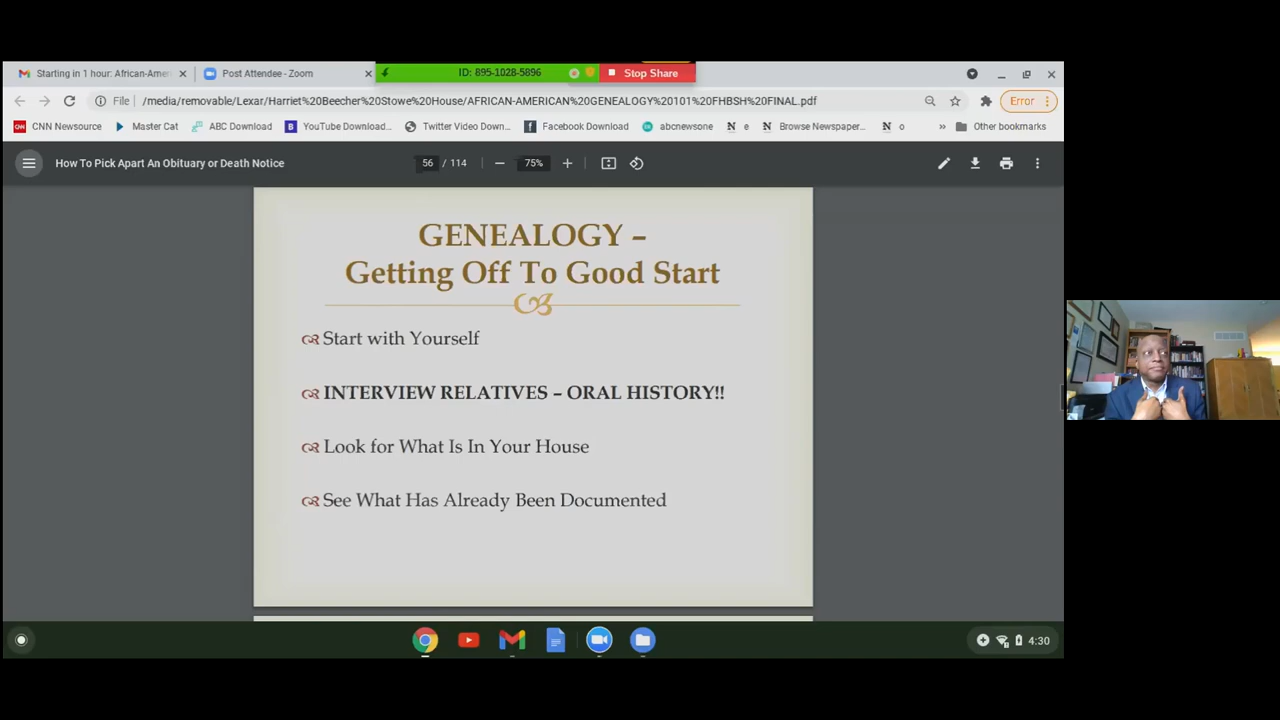 Starting in 1 hour: African-Amer
Post Attendee - Zoom
ID: 895-1028-5896
Stop Share
File
/media/removable/Lexar/Harriet%20Beecher%20Stowe%20House/AFRICAN-AMERICAN%20GENEALOGY%20101%20FHBSH%20FINAL.pdf
Error
CNN Newsource
Master Cat
ABC Download
YouTube Download...
Twitter Video Down...
Facebook Download
abcnewsone
N e
Browse Newspaper...
N o
»
Other bookmarks
How To Pick Apart An Obituary or Death Notice
56 / 114
75%
GENEALOGY –
Getting Off To Good Start
Start with Yourself
INTERVIEW RELATIVES – ORAL HISTORY!!
Look for What Is In Your House
See What Has Already Been Documented
4:30